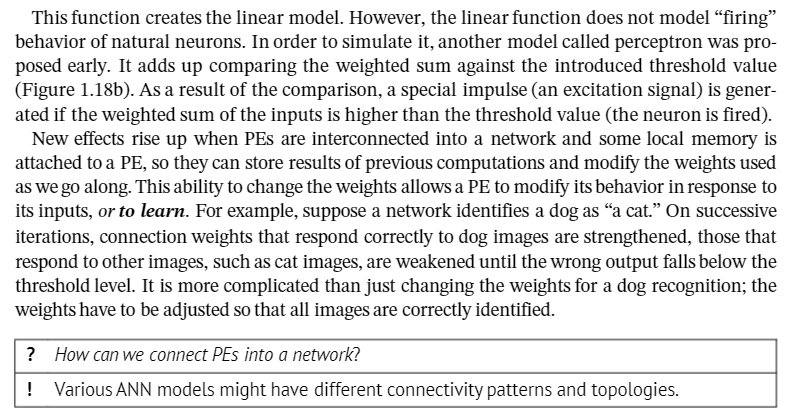 This function creates the linear model. However, the linear function does not model “firing”
behavior of natural neurons. In order to simulate it, another model called perceptron was pro-
posed early. It adds up comparing the weighted sum against the introduced threshold value
(Figure 1.18b). As a result of the comparison, a special impulse (an excitation signal) is gener-
ated if the weighted sum of the inputs is higher than the threshold value (the neuron is fired).
New effects rise up when PEs are interconnected into a network and some local memory is
attached to a PE, so they can store results of previous computations and modify the weights used
as we go along. This ability to change the weights allows a PE to modify its behavior in response to
its inputs, or to learn. For example, suppose a network identifies a dog as “a cat.” On successive
iterations, connection weights that respond correctly to dog images are strengthened, those that
respond to other images, such as cat images, are weakened until the wrong output falls below the
threshold level. It is more complicated than just changing the weights for a dog recognition; the
weights have to be adjusted so that all images are correctly identified.
? How can we connect PEs into a network?
! Various ANN models might have different connectivity patterns and topologies.